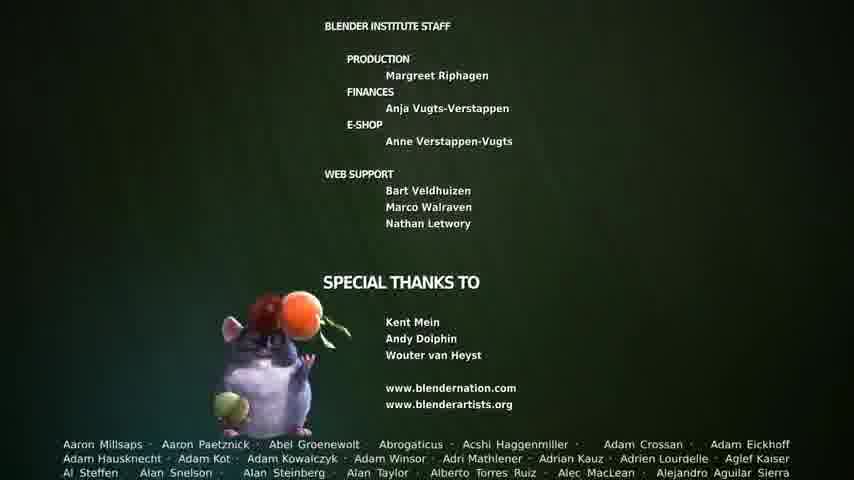 BLENDER INSTITUTE STAFF
PRODUCTION
Margreet Riphagen
FINANCES
Anja Vugts-Verstappen
E-SHOP
Anne Verstappen-Vugts
WEB SUPPORT
Bart Veldhuizen
Marco Walraven
Nathan Letwory
SPECIAL THANKS TO
Kent Mein
Andy Dolphin
Wouter van Heyst
www.blendernation.com
www.blenderartists.org
Aaron Millsaps · Aaron Paetznick · Abel Groenewolt · Abrogaticus · Acshi Haggenmiller · Adam Crossan · Adam Eickhoff
Adam Hausknecht · Adam Kot · Adam Kowalczyk · Adam Winsor · Adri Mathlener · Adrian Kauz · Adrien Lourdelle · Aglef Kaiser
Al Steffen · Alan Snelson · Alan Steinberg · Alan Taylor · Alberto Torres Ruiz · Alec MacLean · Alejandro Aguilar Sierra